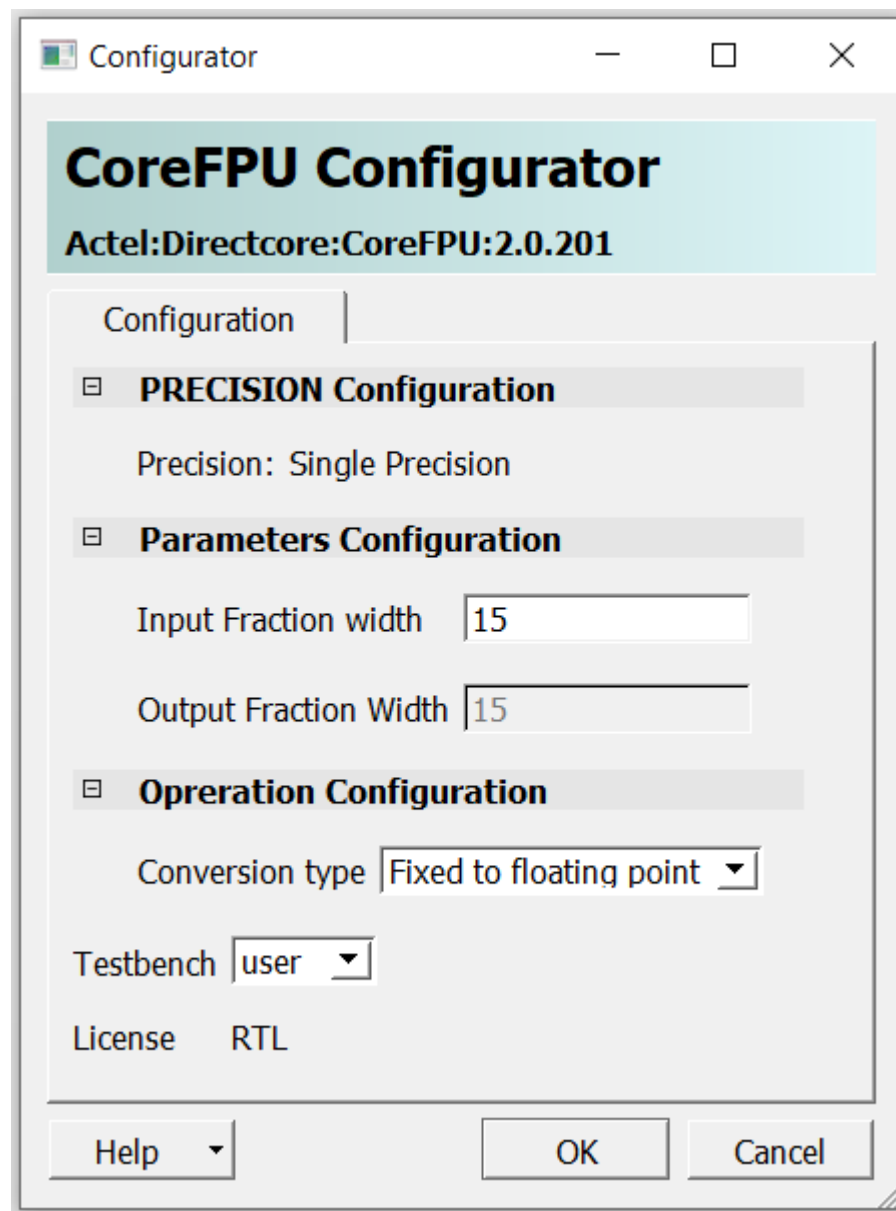 Configurator
CoreFPU Configurator
Actel:Directcore:CoreFPU:2.0.201
Configuration
PRECISION Configuration
Precision: Single Precision
Parameters Configuration
Input Fraction width 15
Output Fraction Width 15
Opreration Configuration
Conversion type Fixed to floating point
Testbench user
License RTL
Help OK Cancel